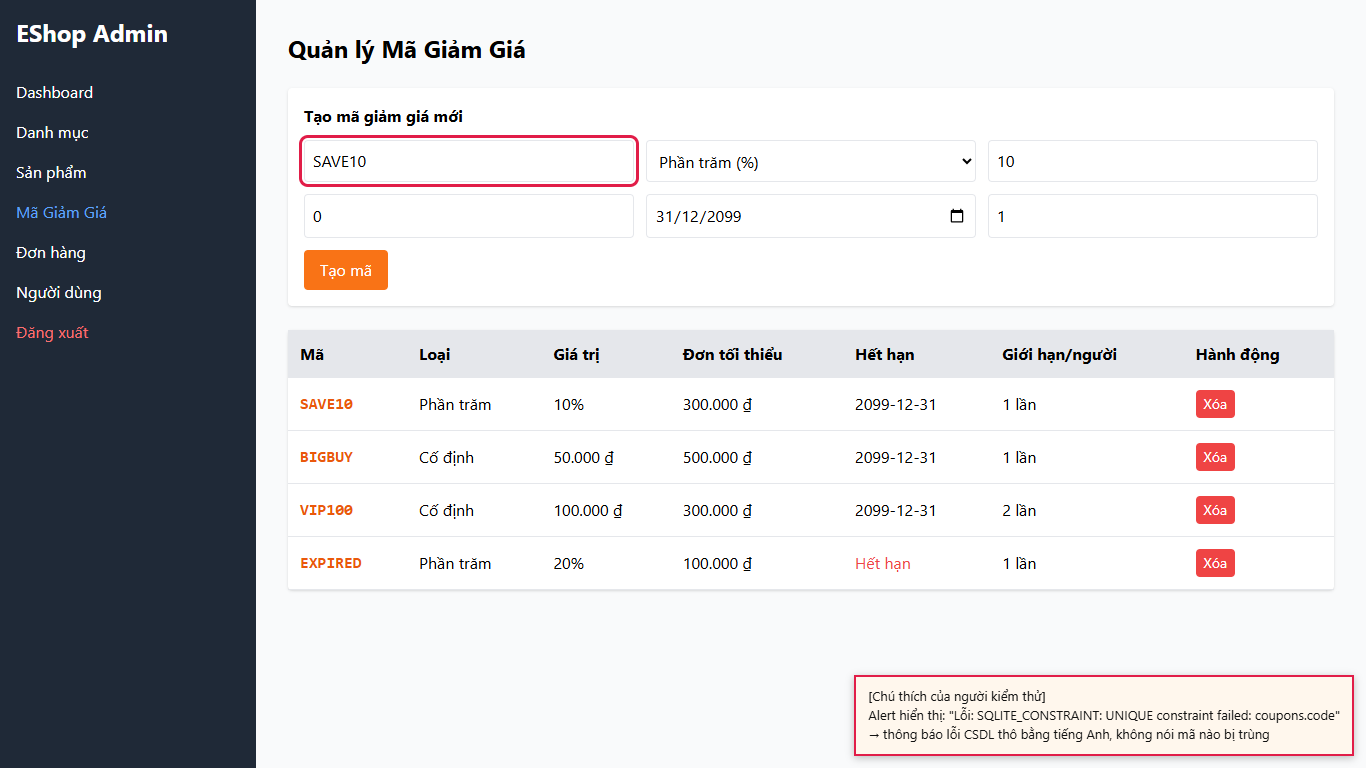 EShop Admin
Dashboard
Danh mục
Sản phẩm
Mã Giảm Giá
Đơn hàng
Người dùng
Đăng xuất
Quản lý Mã Giảm Giá
Tạo mã giảm giá mới
SAVE10 Phần trăm (%) 10
0 31/12/2099 1
Tạo mã
Mã Loại Giá trị Đơn tối thiểu Hết hạn Giới hạn/người Hành động
SAVE10 Phần trăm 10% 300.000 ₫ 2099-12-31 1 lần Xóa
BIGBUY Cố định 50.000 ₫ 500.000 ₫ 2099-12-31 1 lần Xóa
VIP100 Cố định 100.000 ₫ 300.000 ₫ 2099-12-31 2 lần Xóa
EXPIRED Phần trăm 20% 100.000 ₫ Hết hạn 1 lần Xóa
[Chú thích của người kiểm thử]
Alert hiển thị: "Lỗi: SQLITE_CONSTRAINT: UNIQUE constraint failed: coupons.code"
→ thông báo lỗi CSDL thô bằng tiếng Anh, không nói mã nào bị trùng